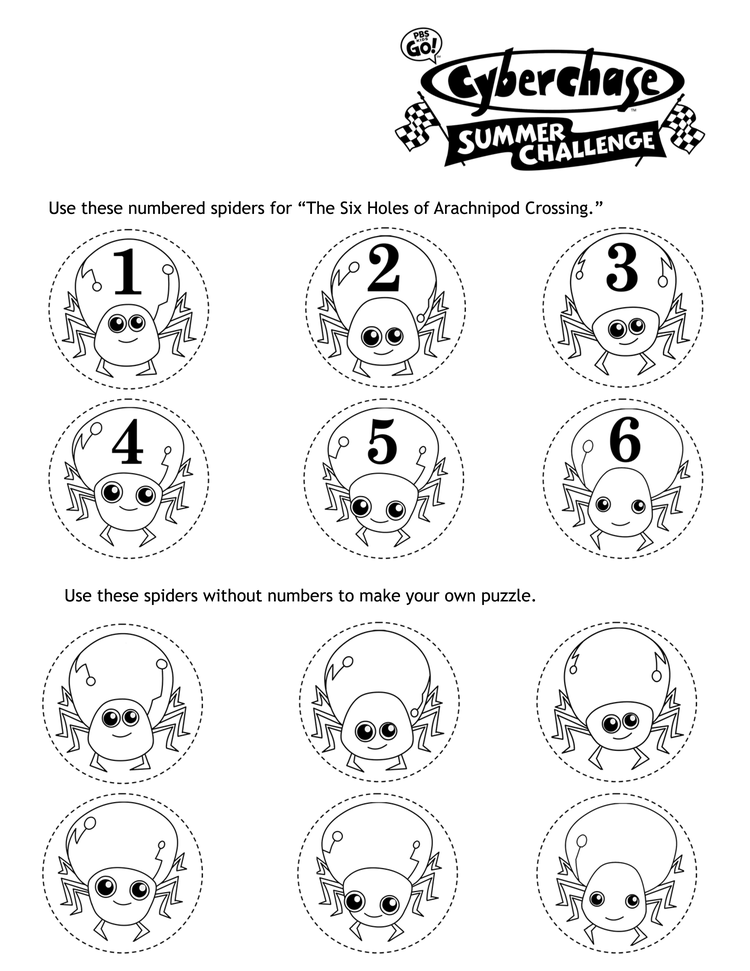 PBS
KIDS
GO!
Cyberchase
SUMMER
CHALLENGE
Use these numbered spiders for “The Six Holes of Arachnipod Crossing.”
1 2 3
4 5 6
Use these spiders without numbers to make your own puzzle.